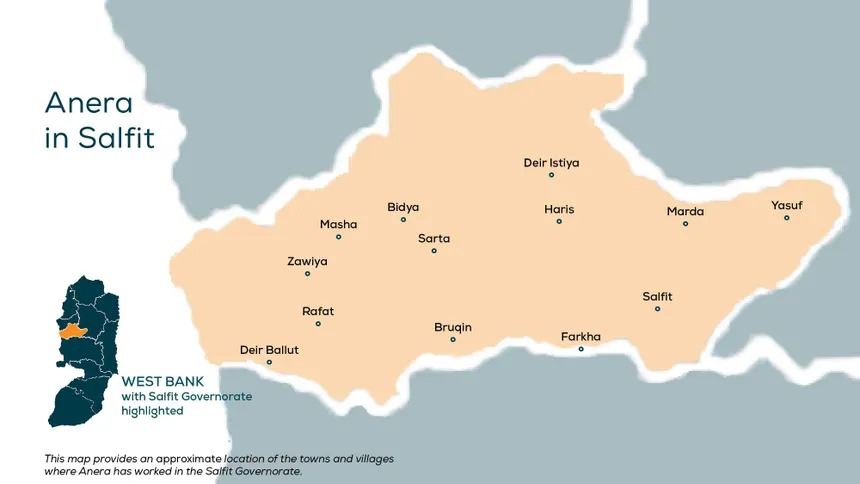 Anera
in Salfit
Deir Istiya
Bidya
Haris
Marda
Yasuf
Masha
Sarta
Zawiya
Salfit
Rafat
Bruqin
Farkha
Deir Ballut
WEST BANK
with Salfit Governorate
highlighted
This map provides an approximate location of the towns and villages
where Anera has worked in the Salfit Governorate.